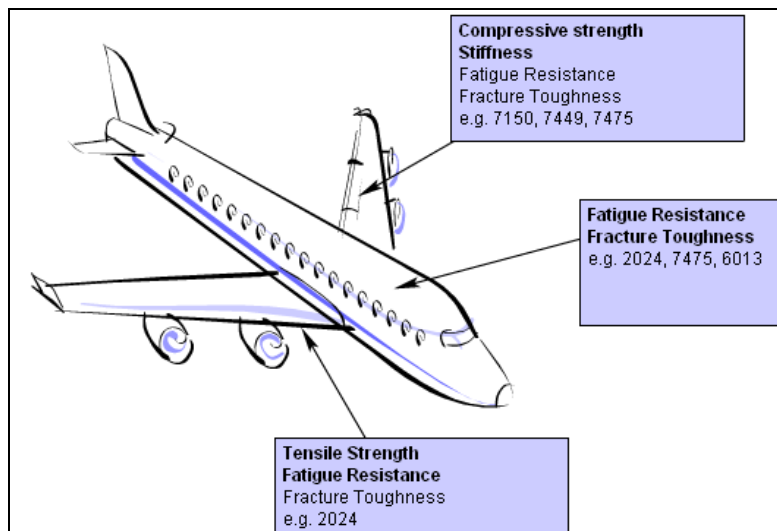 Compressive strength
Stiffness
Fatigue Resistance
Fracture Toughness
e.g. 7150, 7449, 7475
Fatigue Resistance
Fracture Toughness
e.g. 2024, 7475, 6013
Tensile Strength
Fatigue Resistance
Fracture Toughness
e.g. 2024